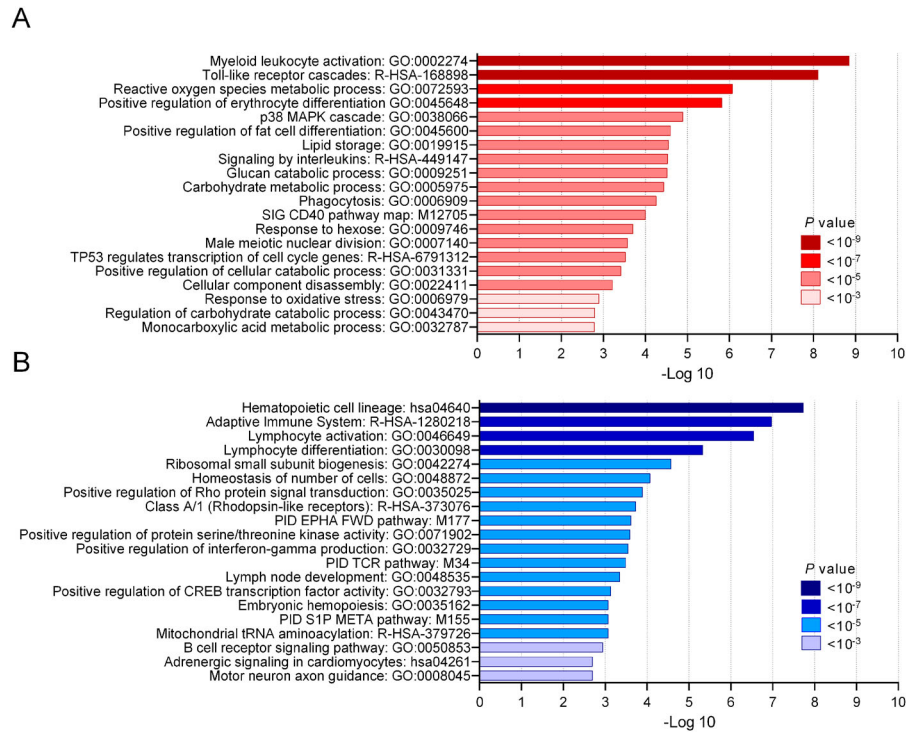 A
Myeloid leukocyte activation: GO:0002274
Toll-like receptor cascades: R-HSA-168898
Reactive oxygen species metabolic process: GO:0072593
Positive regulation of erythrocyte differentiation GO:0045648
p38 MAPK cascade: GO:0038066
Positive regulation of fat cell differentiation: GO:0045600
Lipid storage: GO:0019915
Signaling by interleukins: R-HSA-449147
Glucan catabolic process: GO:0009251
Carbohydrate metabolic process: GO:0005975
Phagocytosis: GO:0006909
SIG CD40 pathway map: M12705
Response to hexose: GO:0009746
Male meiotic nuclear division: GO:0007140
TP53 regulates transcription of cell cycle genes: R-HSA-6791312
Positive regulation of cellular catabolic process: GO:0031331
Cellular component disassembly: GO:0022411
Response to oxidative stress: GO:0006979
Regulation of carbohydrate catabolic process: GO:0043470
Monocarboxylic acid metabolic process: GO:0032787
P value
<10-9
<10-7
<10-5
<10-3
0 1 2 3 4 5 6 7 8 9 10
-Log 10
B
Hematopoietic cell lineage: hsa04640
Adaptive Immune System: R-HSA-1280218
Lymphocyte activation: GO:0046649
Lymphocyte differentiation: GO:0030098
Ribosomal small subunit biogenesis: GO:0042274
Homeostasis of number of cells: GO:0048872
Positive regulation of Rho protein signal transduction: GO:0035025
Class A/1 (Rhodopsin-like receptors): R-HSA-373076
PID EPHA FWD pathway: M177
Positive regulation of protein serine/threonine kinase activity: GO:0071902
Positive regulation of interferon-gamma production: GO:0032729
PID TCR pathway: M34
Lymph node development: GO:0048535
Positive regulation of CREB transcription factor activity: GO:0032793
Embryonic hemopoiesis: GO:0035162
PID S1P META pathway: M155
Mitochondrial tRNA aminoacylation: R-HSA-379726
B cell receptor signaling pathway: GO:0050853
Adrenergic signaling in cardiomyocytes: hsa04261
Motor neuron axon guidance: GO:0008045
P value
<10-9
<10-7
<10-5
<10-3
0 1 2 3 4 5 6 7 8 9 10
-Log 10